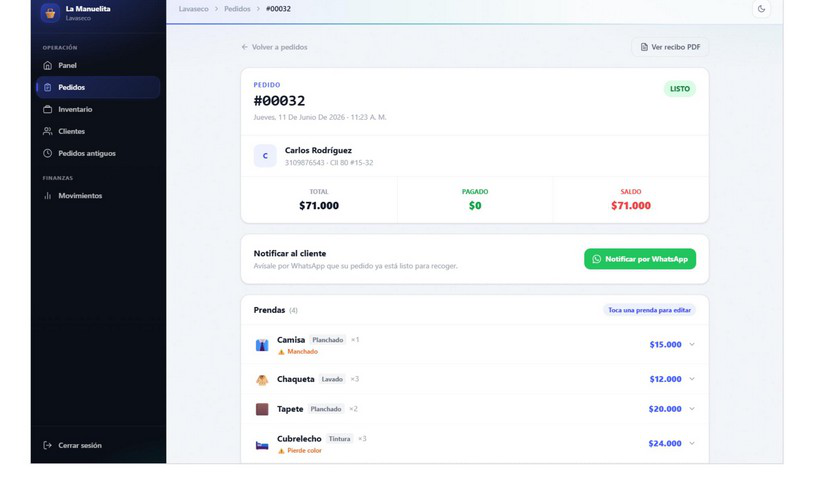 La Manuelita
Lavaseco
Lavaseco > Pedidos > #00032
OPERACIÓN
Panel
Pedidos
Inventario
Clientes
Pedidos antiguos
FINANZAS
Movimientos
Cerrar sesión
← Volver a pedidos
Ver recibo PDF
PEDIDO
#00032
LISTO
Jueves, 11 De Junio De 2026 · 11:23 A. M.
C
Carlos Rodríguez
3109876543 · Cll 80 #15-32
TOTAL
$71.000
PAGADO
$0
SALDO
$71.000
Notificar al cliente
Avísale por WhatsApp que su pedido ya está listo para recoger.
Notificar por WhatsApp
Prendas (4)
Toca una prenda para editar
Camisa Planchado ×1
Manchado
$15.000
Chaqueta Lavado ×3
$12.000
Tapete Planchado ×2
$20.000
Cubrelecho Tintura ×3
Pierde color
$24.000